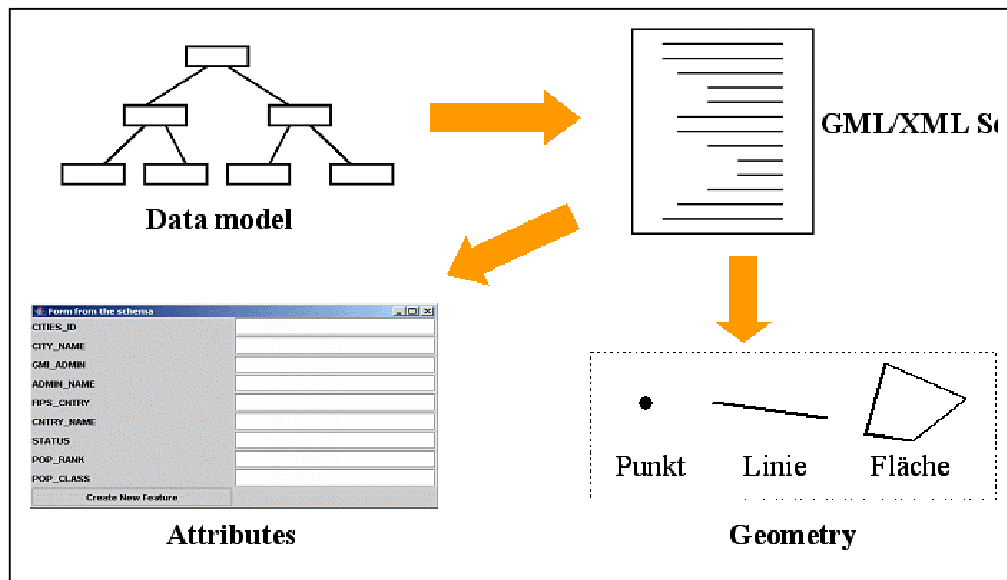 GML/XML Sc
Data model
Form from the schema
CITIES_ID
CITY_NAME
GMI_ADMIN
ADMIN_NAME
FIPS_CNTRY
CNTRY_NAME
STATUS
POP_RANK
POP_CLASS
Create New Feature
Punkt Linie Fläche
Attributes
Geometry